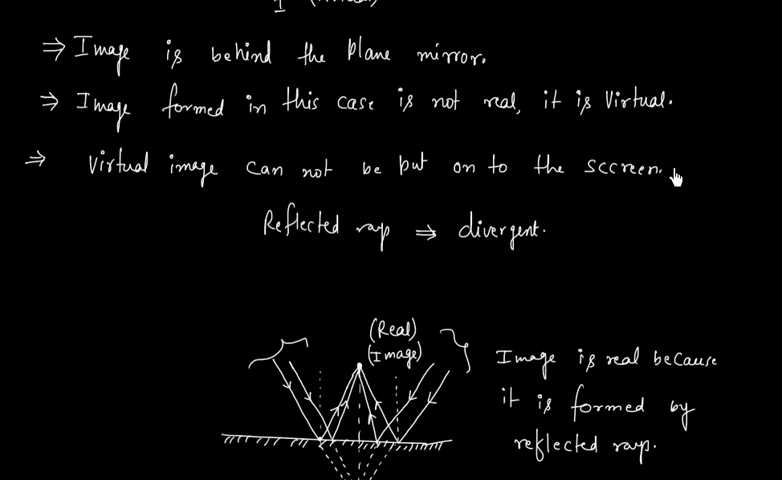 ⇒ Image is behind the plane mirror.
⇒ Image formed in this case is not real, it is virtual.
⇒ Virtual image can not be put on to the sccreen.
Reflected rays ⇒ divergent.
(Real)
(Image)
Image is real because
it is formed by
reflected rays.